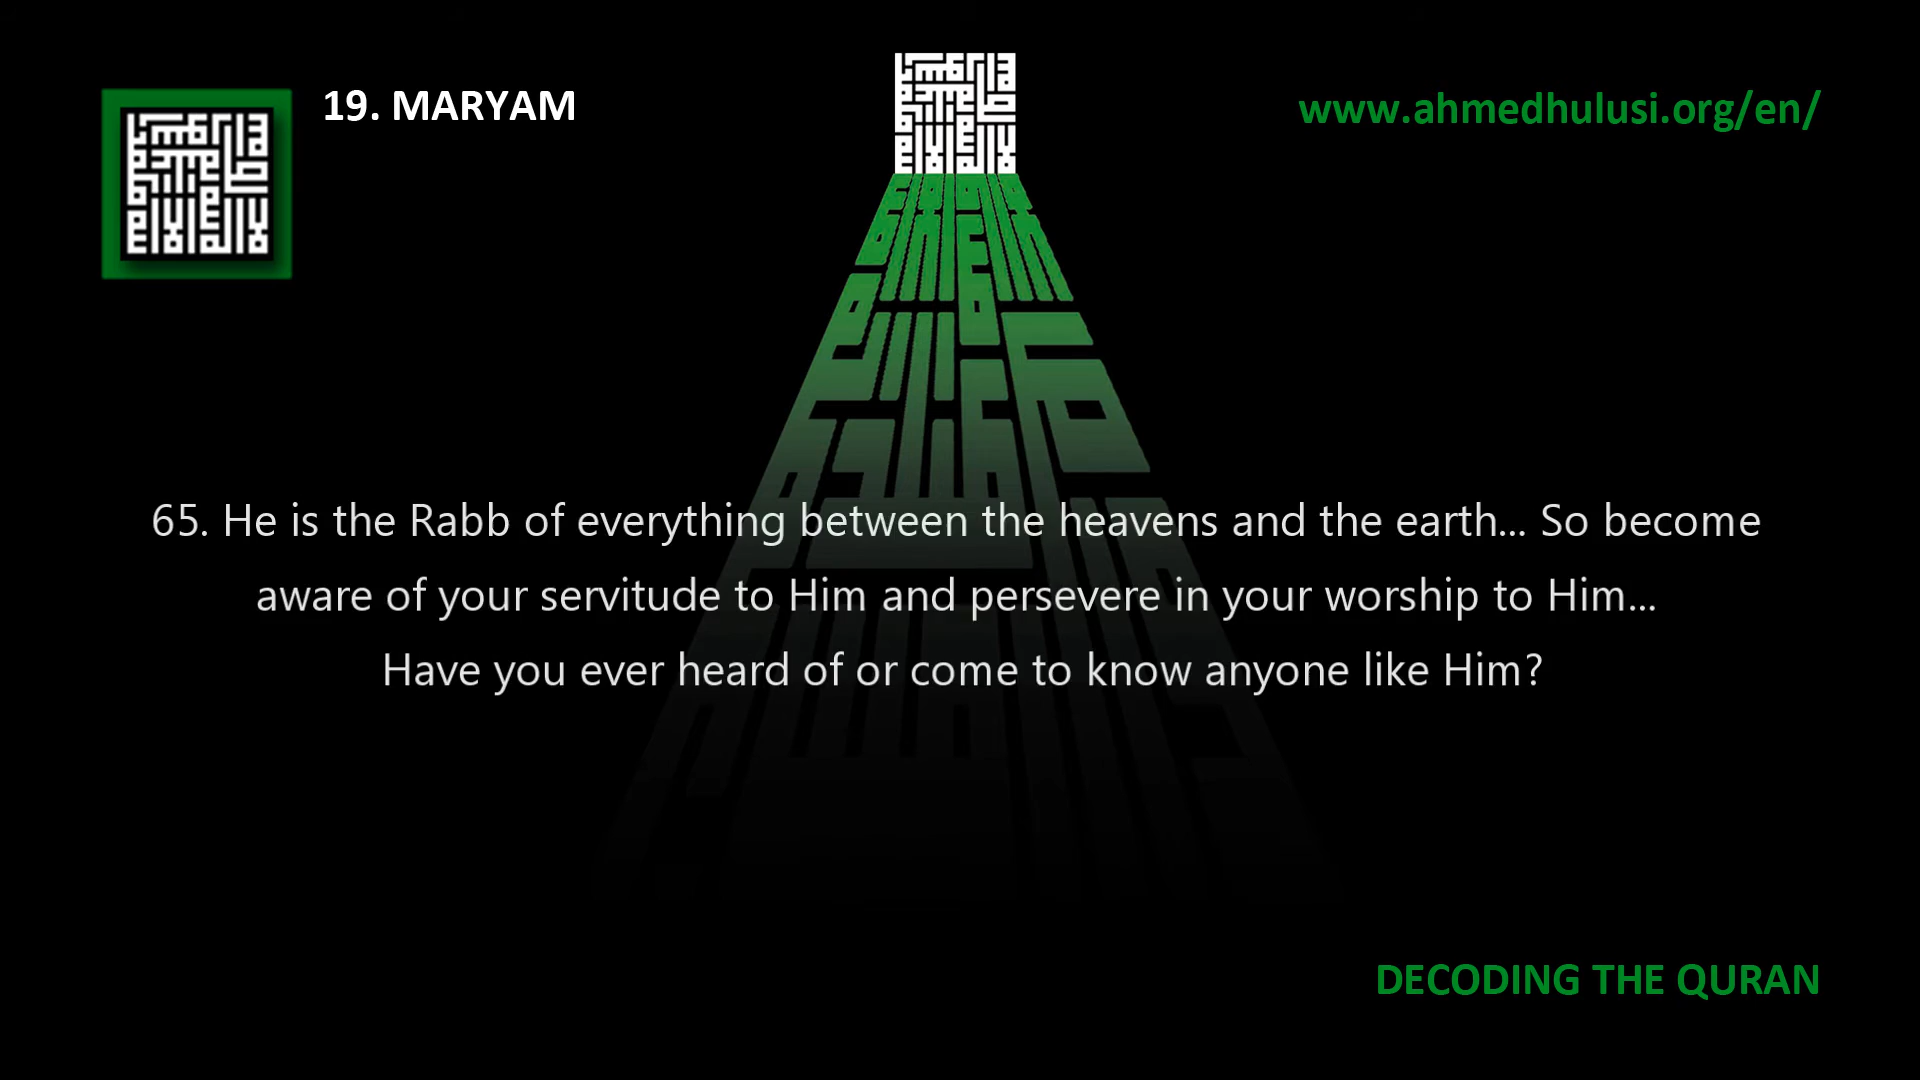 19. MARYAM
www.ahmedhulusi.org/en/
65. He is the Rabb of everything between the heavens and the earth... So become
aware of your servitude to Him and persevere in your worship to Him...
Have you ever heard of or come to know anyone like Him?
DECODING THE QURAN